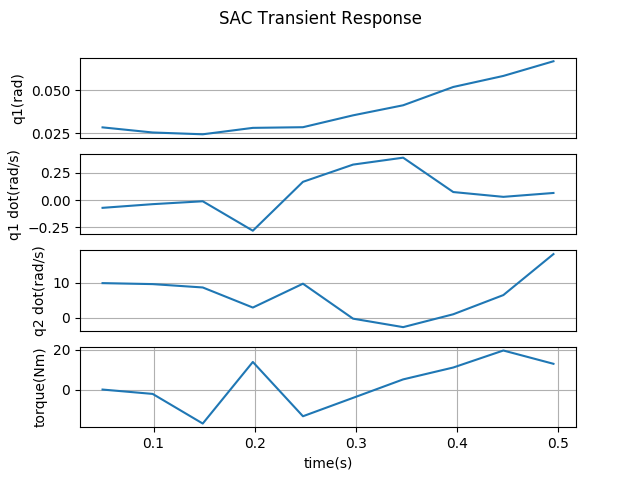 SAC Transient Response
q1(rad)
0.050
0.025
q1 dot(rad/s)
0.25
0.00
−0.25
q2 dot(rad/s)
10
0
torque(Nm)
20
0
0.1 0.2 0.3 0.4 0.5
time(s)